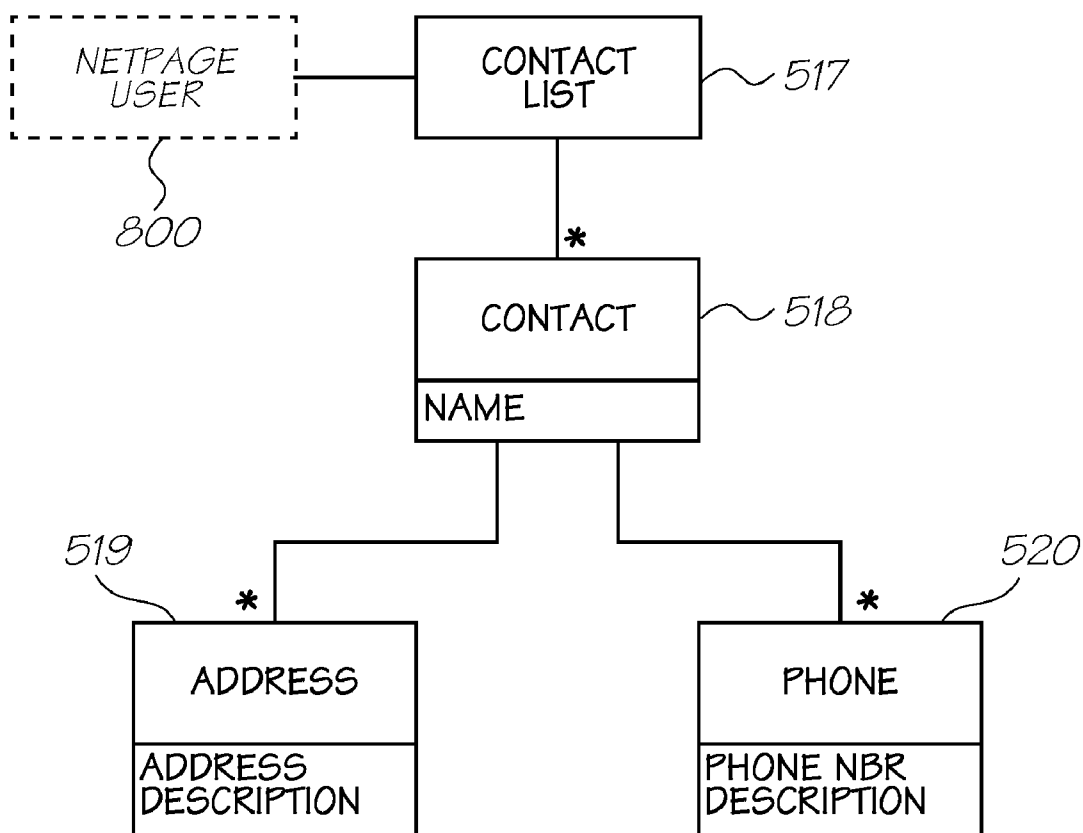 NETPAGE
USER
CONTACT
LIST
517
800
*
CONTACT
518
NAME
519
520
*
*
ADDRESS
PHONE
ADDRESS
DESCRIPTION
PHONE NBR
DESCRIPTION